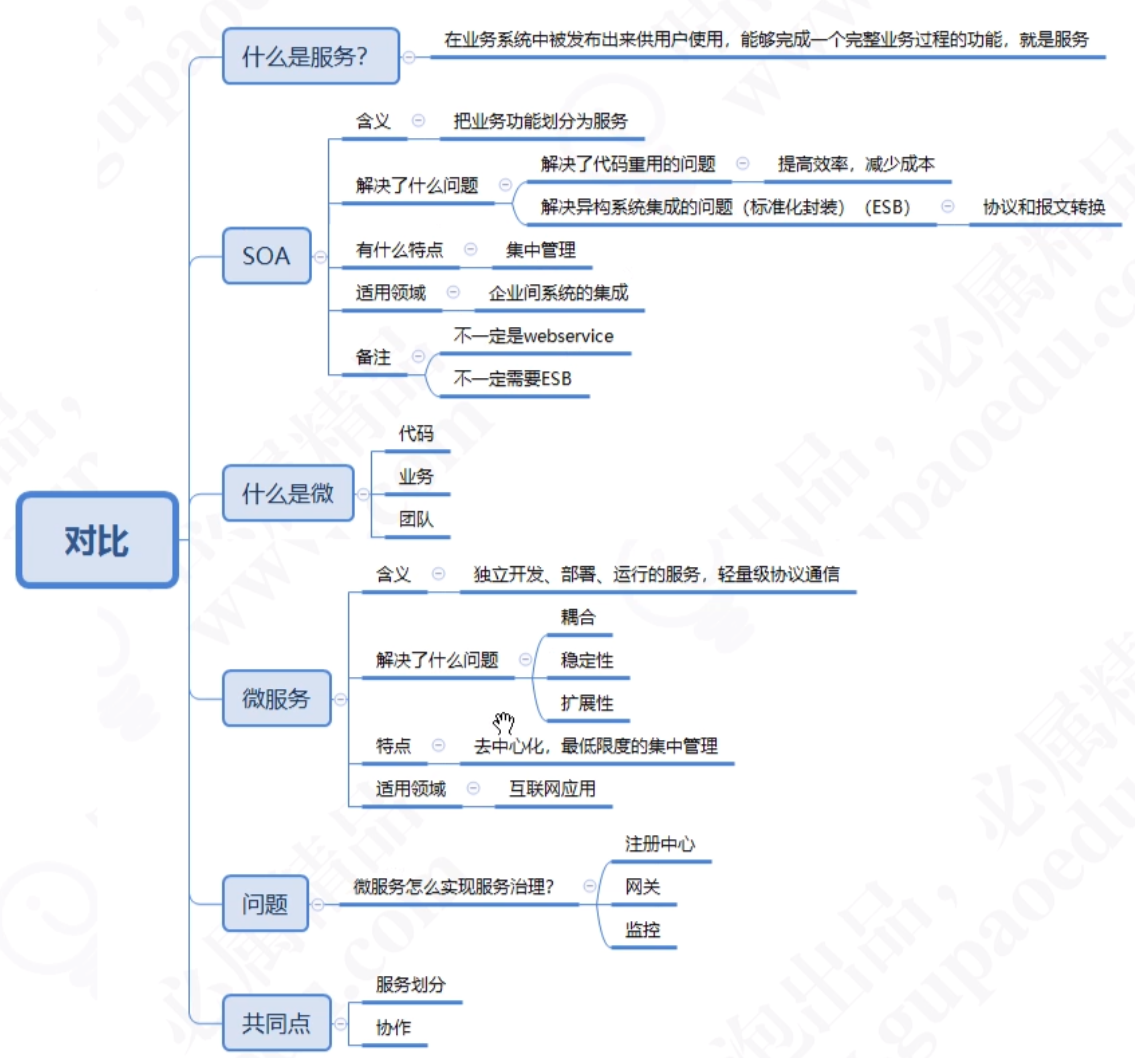 什么是服务？
在业务系统中被发布出来供用户使用，能够完成一个完整业务过程的功能，就是服务
SOA
含义
把业务功能划分为服务
解决了什么问题
解决了代码重用的问题
提高效率，减少成本
解决异构系统集成的问题（标准化封装）（ESB）
协议和报文转换
有什么特点
集中管理
适用领域
企业间系统的集成
备注
不一定是webservice
不一定需要ESB
对比
什么是微
代码
业务
团队
微服务
含义
独立开发、部署、运行的服务，轻量级协议通信
解决了什么问题
耦合
稳定性
扩展性
特点
去中心化，最低限度的集中管理
适用领域
互联网应用
问题
微服务怎么实现服务治理？
注册中心
网关
监控
共同点
服务划分
协作